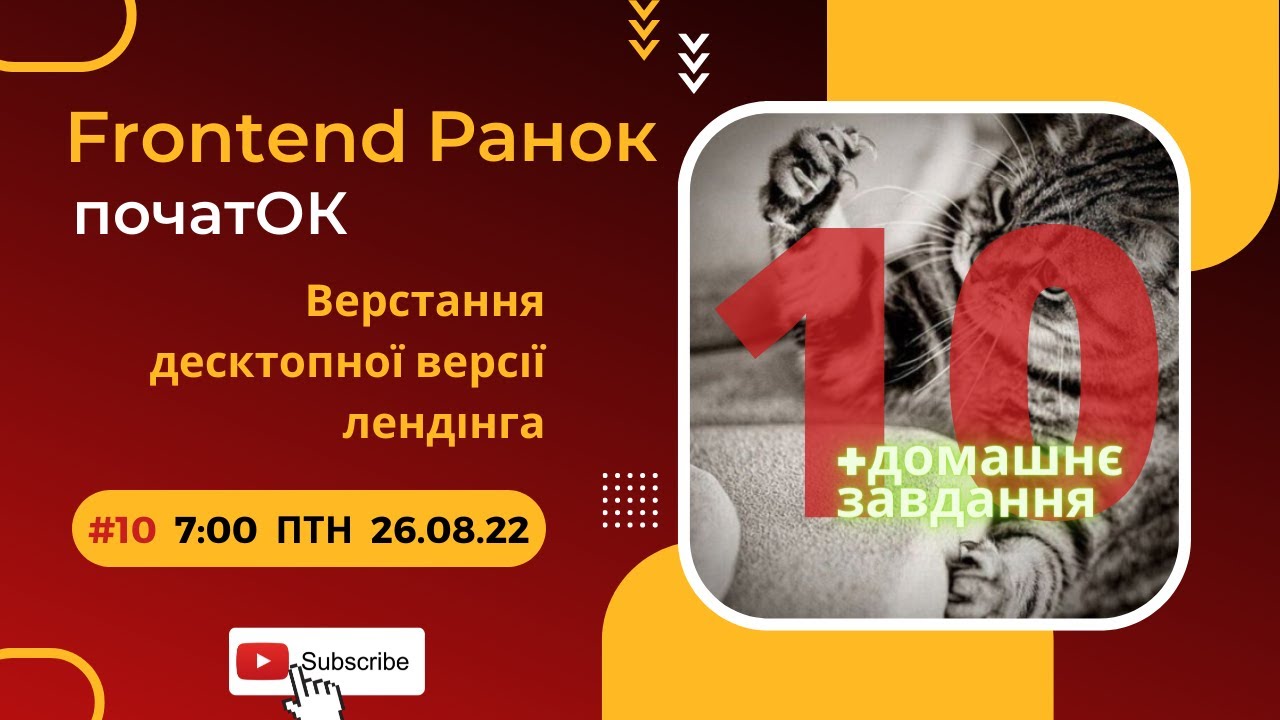 Frontend Ранок
початОК
Верстання
десктопної версії
лендінга
#10 7:00 ПТН 26.08.22
Subscribe
10
+домашнє
завдання